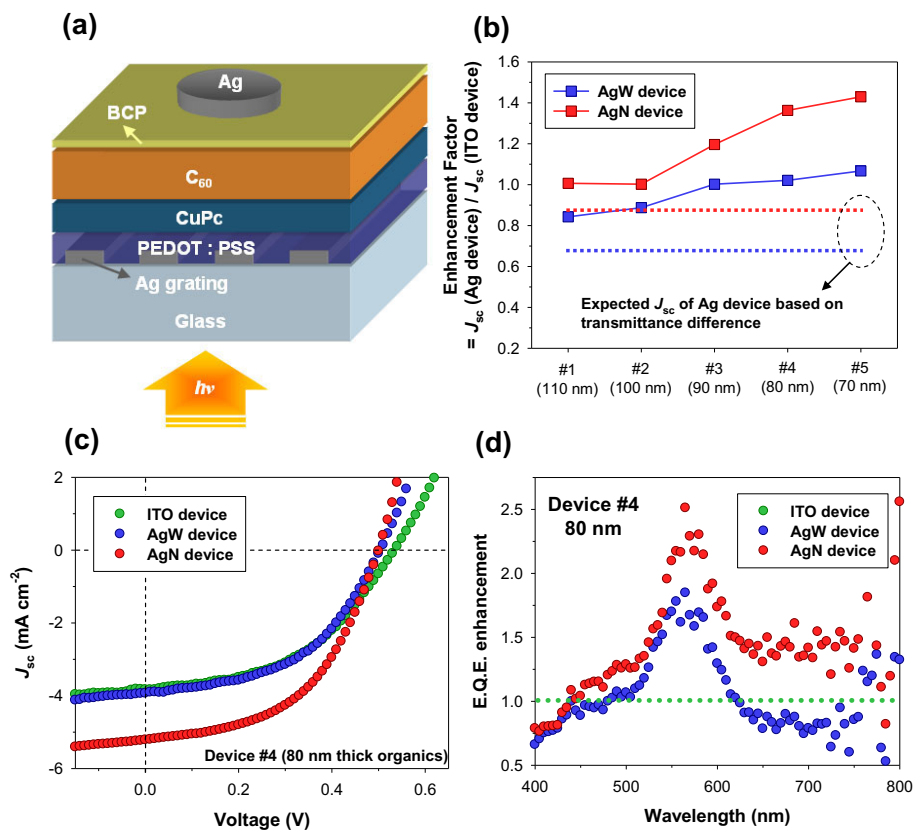 (a)
Ag
BCP
C60
CuPc
PEDOT : PSS
Ag grating
Glass
hν
(b)
Enhancement Factor
= Jsc (Ag device) / Jsc (ITO device)
1.6
1.4
1.2
1.0
0.8
0.6
0.4
0.2
AgW device
AgN device
Expected Jsc of Ag device based on
transmittance difference
#1 #2 #3 #4 #5
(110 nm) (100 nm) (90 nm) (80 nm) (70 nm)
(c)
Jsc (mA cm⁻²)
2
0
-2
-4
-6
ITO device
AgW device
AgN device
Device #4 (80 nm thick organics)
0.0 0.2 0.4 0.6
Voltage (V)
(d)
E.Q.E. enhancement
2.5
2.0
1.5
1.0
0.5
Device #4
80 nm
ITO device
AgW device
AgN device
400 500 600 700 800
Wavelength (nm)